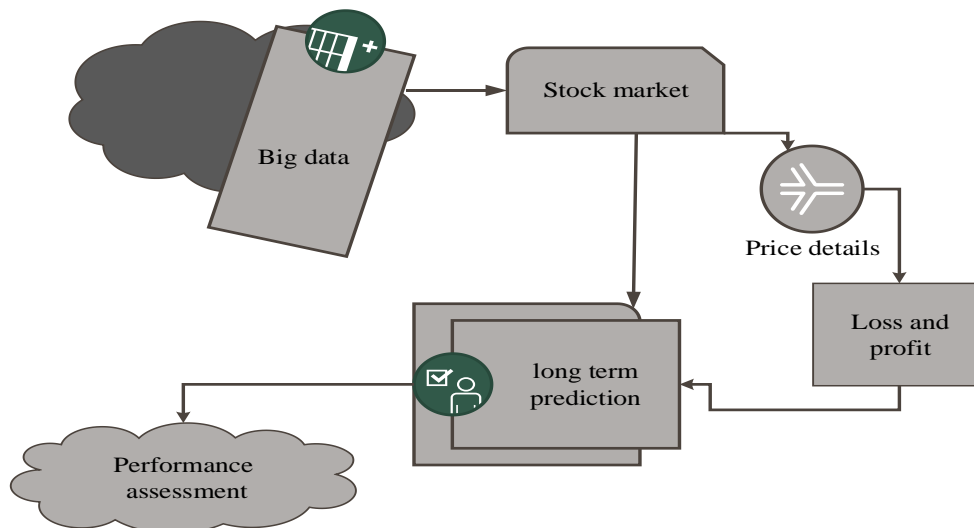 Stock market
Big data
Price details
Loss and
profit
long term
prediction
Performance
assessment